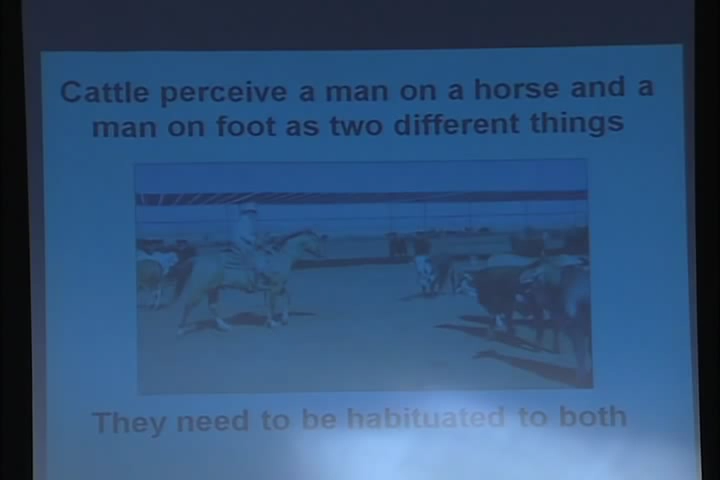 Cattle perceive a man on a horse and a
man on foot as two different things
They need to be habituated to both